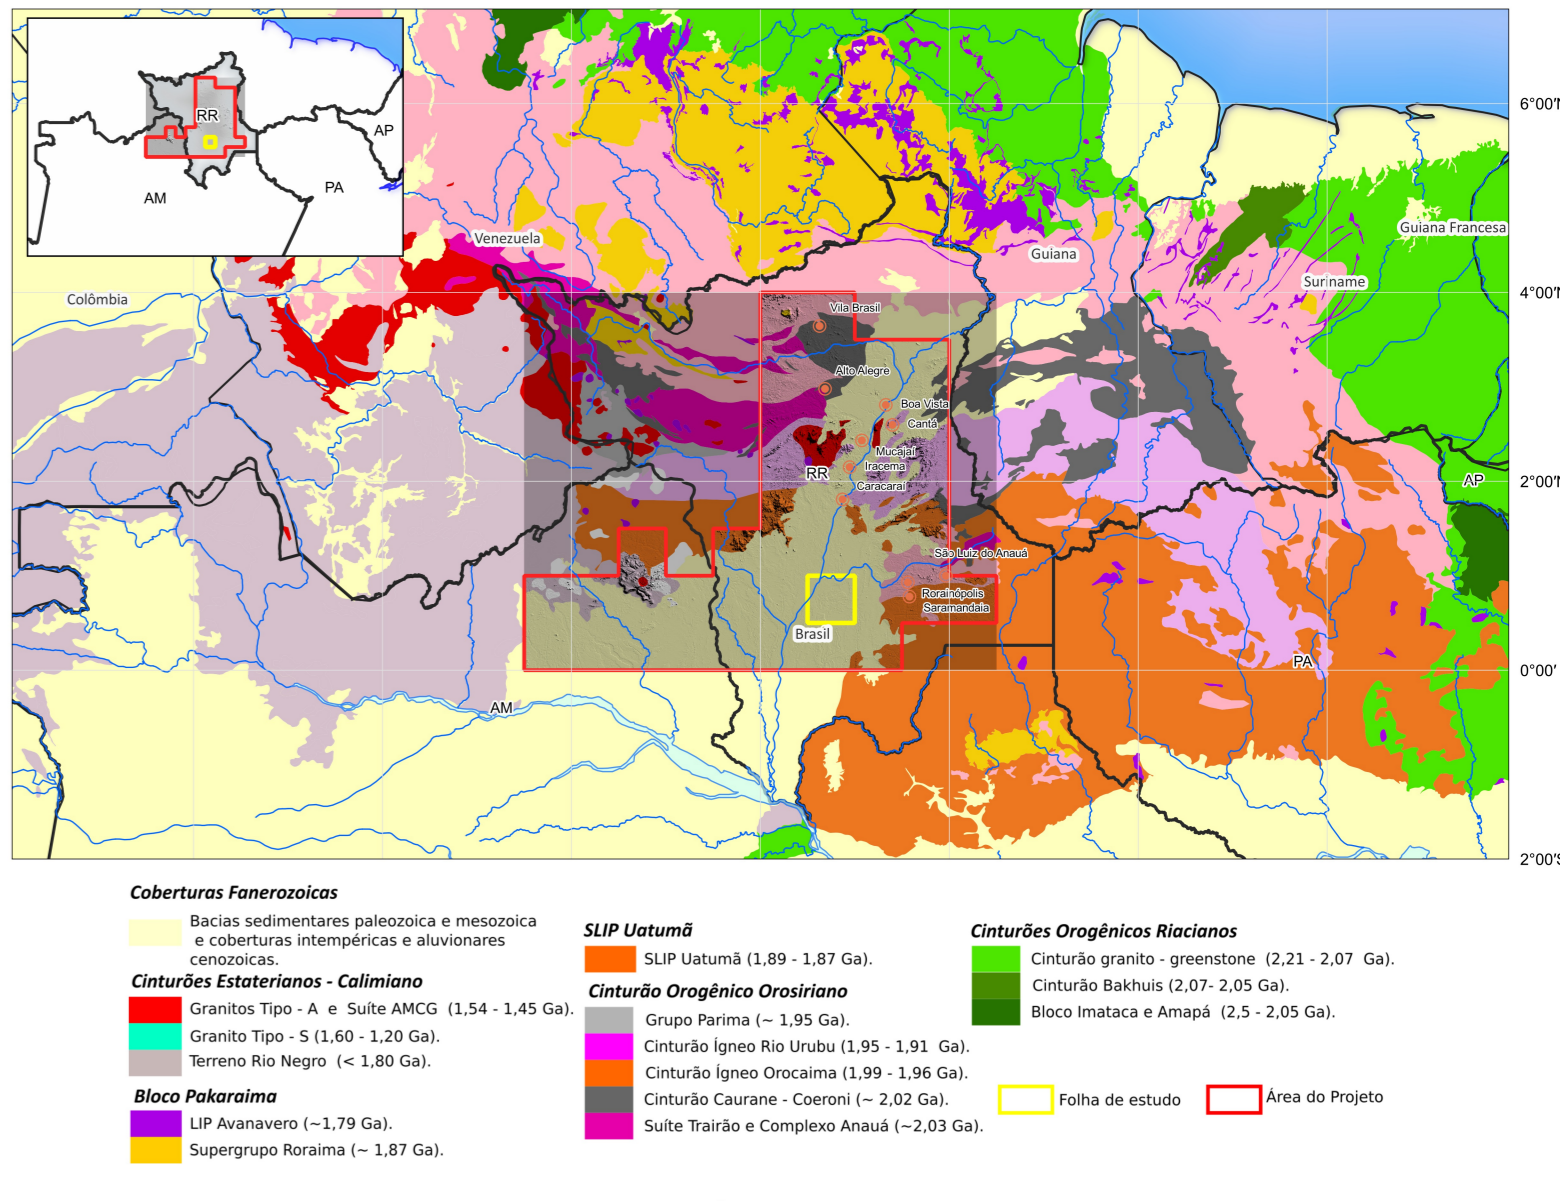 RR
AP
AM
PA
6°00'N
Venezuela
Guiana
Guiana Francesa
Suriname
Colômbia
4°00'N
Vila Brasil
Alto Alegre
Boa Vista
Cantá
Mucajaí
Iracema
RR
Caracaraí
2°00'N
AP
São Luiz do Anauá
Rorainópolis
Saramandaia
Brasil
PA
0°00'
AM
2°00'S
Coberturas Fanerozoicas
Bacias sedimentares paleozoica e mesozoica
e coberturas intempéricas e aluvionares
cenozoicas.
Cinturões Estaterianos - Calimiano
Granitos Tipo - A e Suíte AMCG (1,54 - 1,45 Ga).
Granito Tipo - S (1,60 - 1,20 Ga).
Terreno Rio Negro (< 1,80 Ga).
Bloco Pakaraima
LIP Avanavero (~1,79 Ga).
Supergrupo Roraima (~ 1,87 Ga).
SLIP Uatumã
SLIP Uatumã (1,89 - 1,87 Ga).
Cinturão Orogênico Orosiriano
Grupo Parima (~ 1,95 Ga).
Cinturão Ígneo Rio Urubu (1,95 - 1,91 Ga).
Cinturão Ígneo Orocaima (1,99 - 1,96 Ga).
Cinturão Caurane - Coeroni (~ 2,02 Ga).
Suíte Trairão e Complexo Anauá (~2,03 Ga).
Cinturões Orogênicos Riacianos
Cinturão granito - greenstone (2,21 - 2,07 Ga).
Cinturão Bakhuis (2,07- 2,05 Ga).
Bloco Imataca e Amapá (2,5 - 2,05 Ga).
Folha de estudo
Área do Projeto